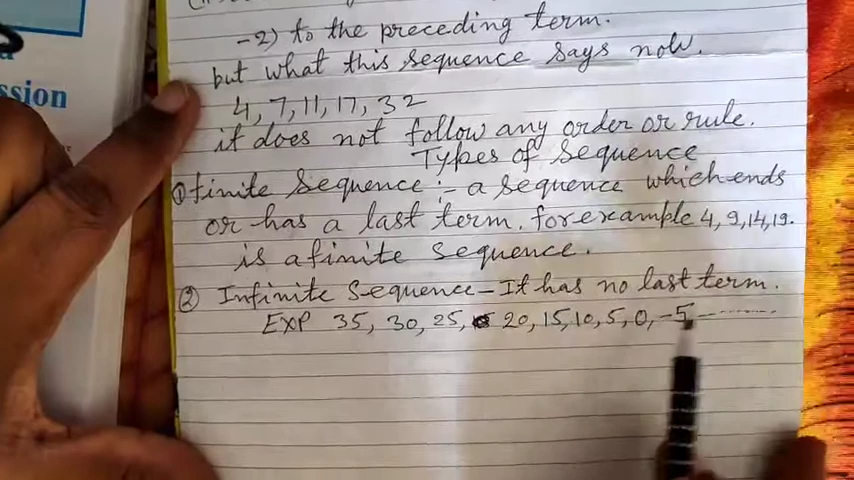 -2) to the preceding term.
but what this sequence says now.
4, 7, 11, 17, 32
it does not follow any order or rule.
Types of Sequence
① finite Sequence :- a sequence which ends
or has a last term. for example 4, 9, 14, 19.
is a finite sequence.
② Infinite Sequence - It has no last term.
EXP 35, 30, 25, 20, 15, 10, 5, 0, -5 -------
ssion